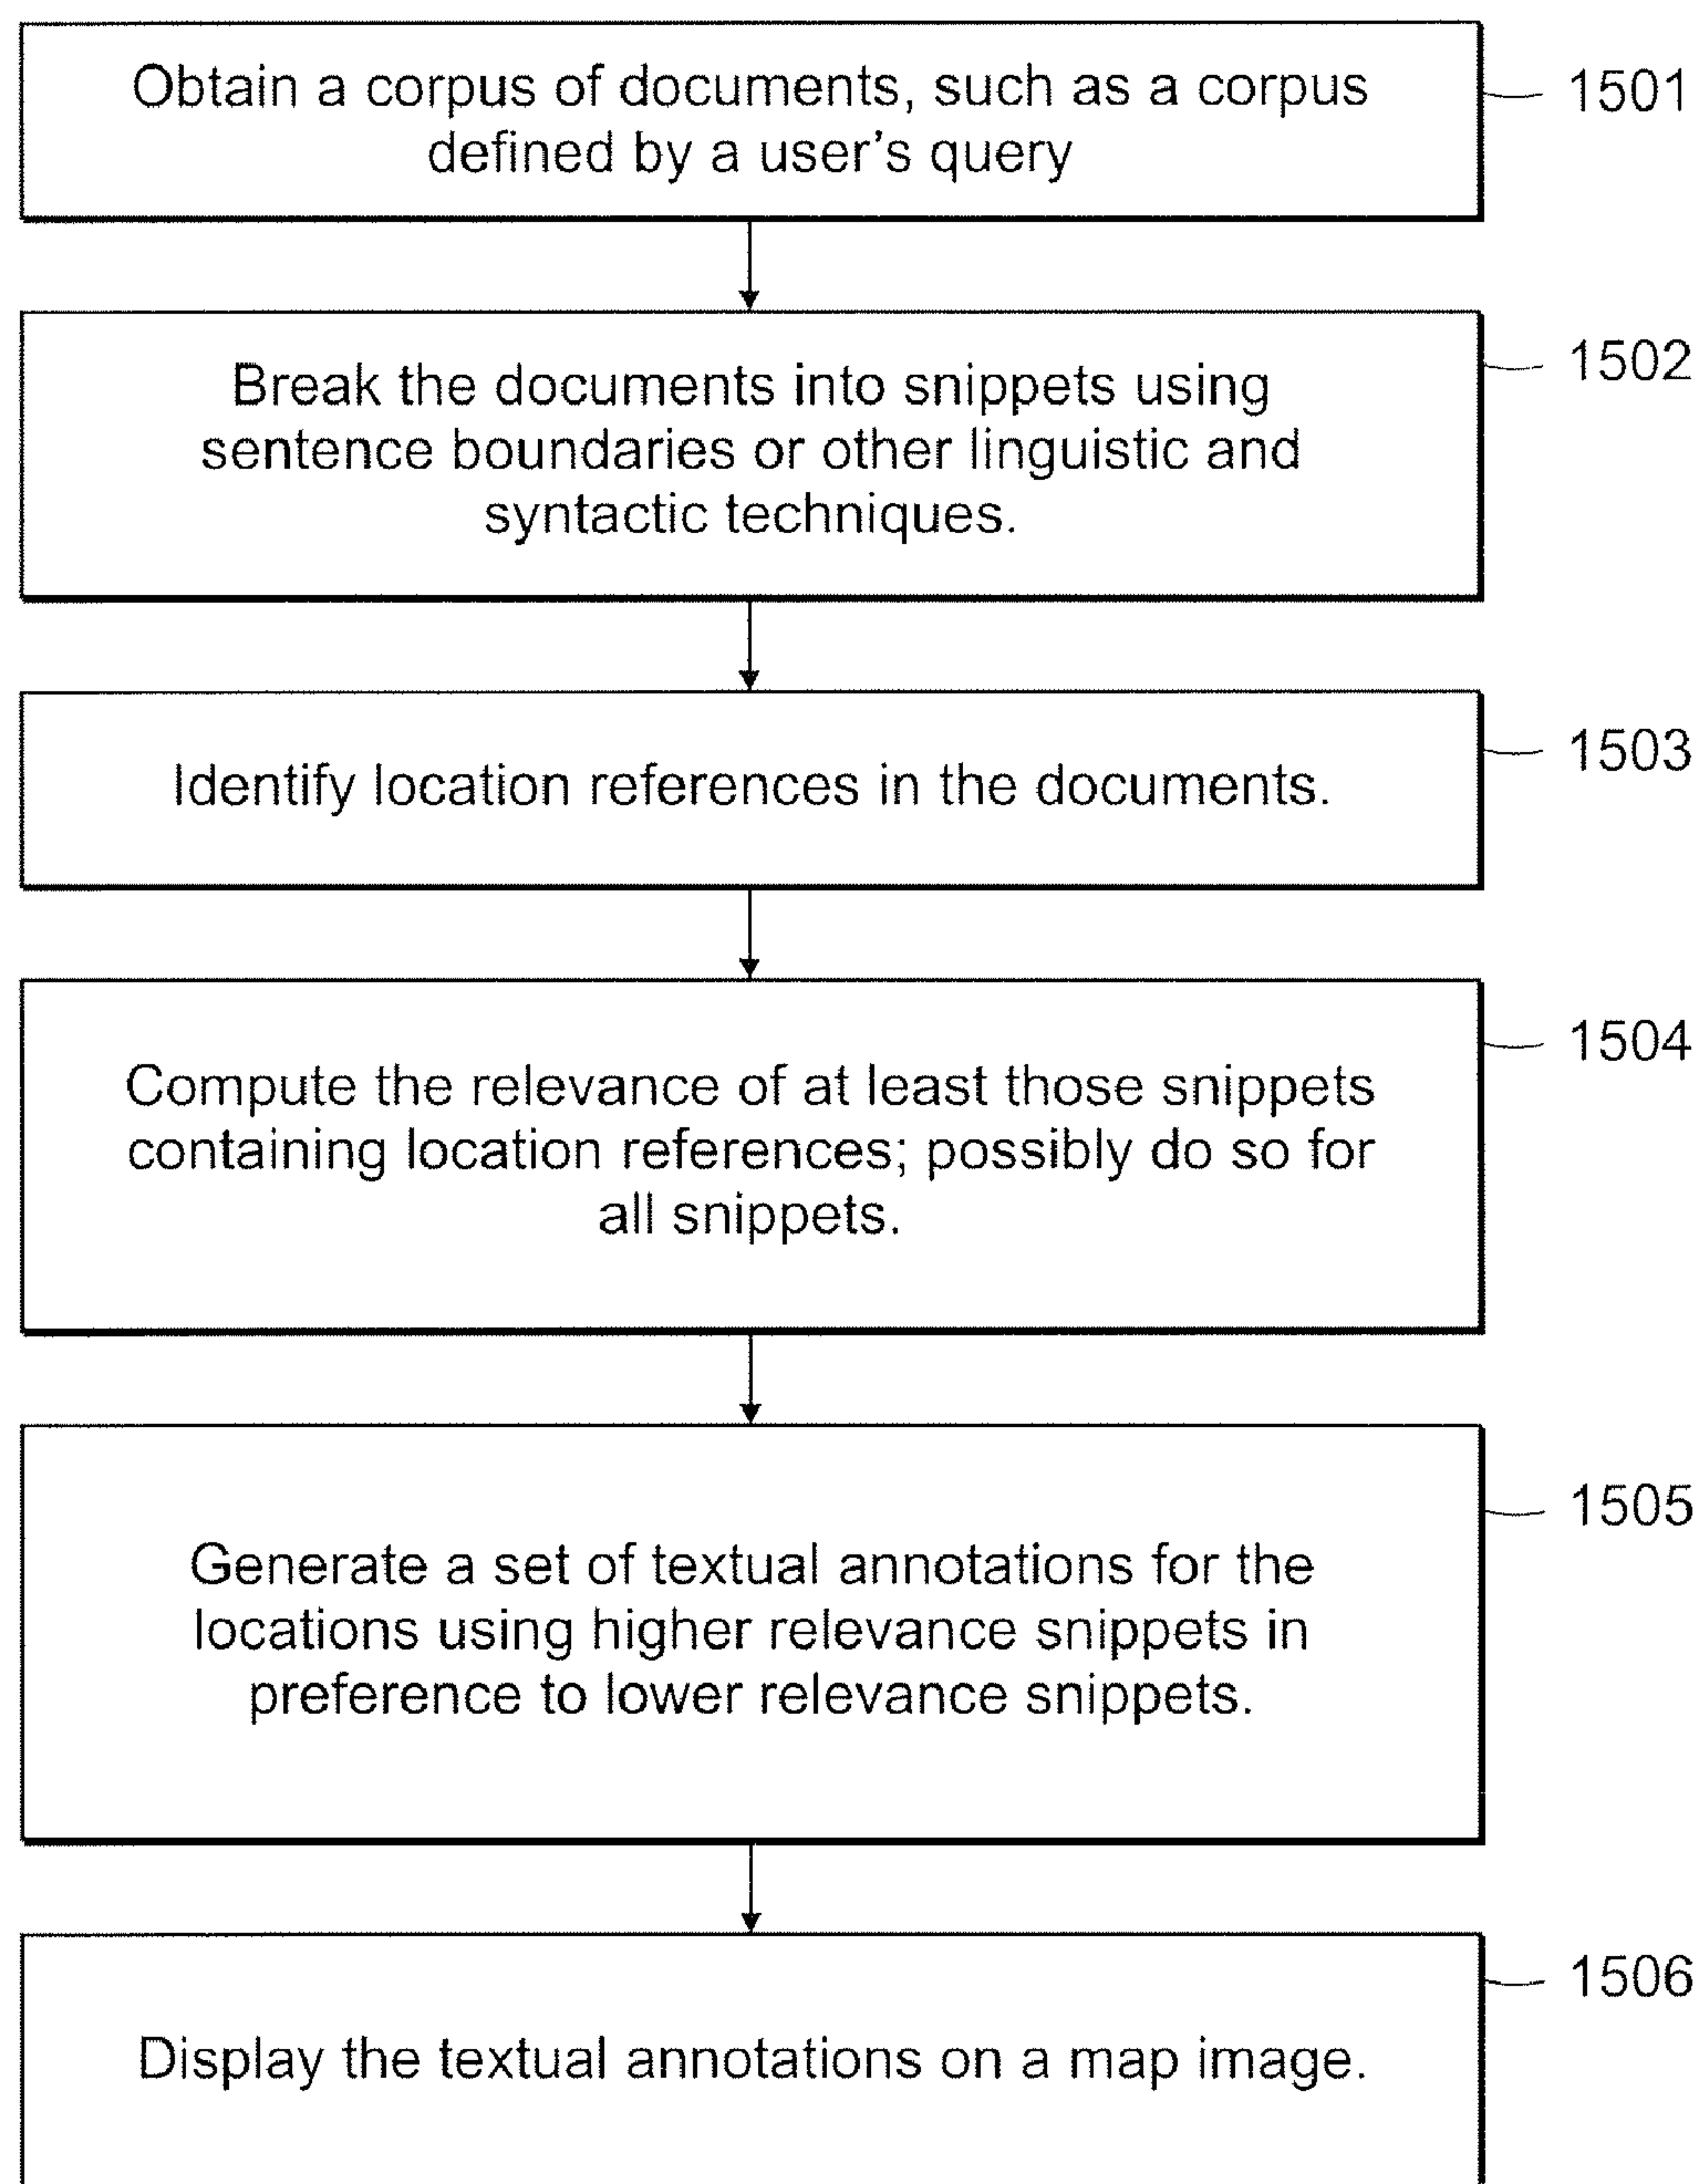 Obtain a corpus of documents, such as a corpus
defined by a user’s query
1501
Break the documents into snippets using
sentence boundaries or other linguistic and
syntactic techniques.
1502
Identify location references in the documents.
1503
Compute the relevance of at least those snippets
containing location references; possibly do so for
all snippets.
1504
Generate a set of textual annotations for the
locations using higher relevance snippets in
preference to lower relevance snippets.
1505
Display the textual annotations on a map image.
1506